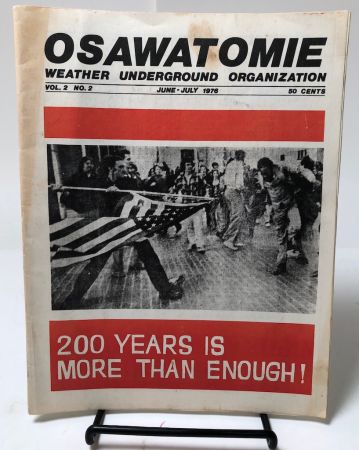 OSAWATOMIE
WEATHER UNDERGROUND ORGANIZATION
VOL. 2 NO. 2 JUNE - JULY 1976 50 CENTS
200 YEARS IS
MORE THAN ENOUGH!